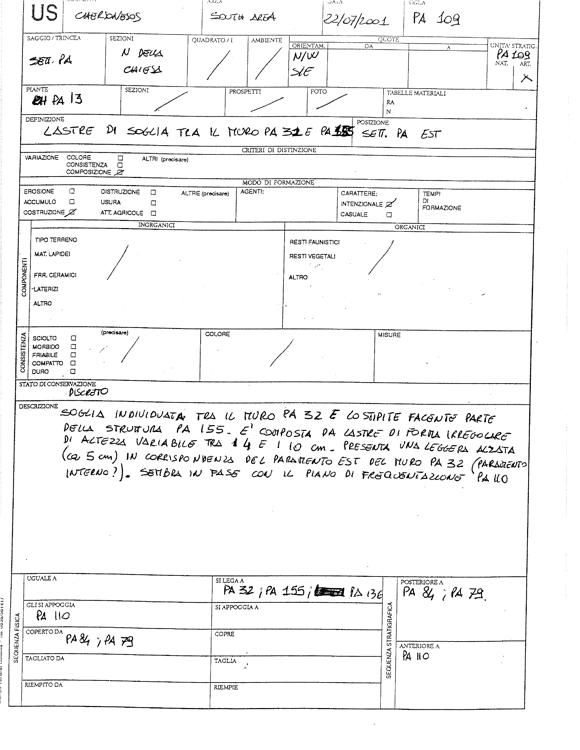 US CHERSONESOS SOUTH AREA 22/07/2001 PA 109
SAGGIO / TRINCEA SEZIONI QUADRATO / I AMBIENTE QUOTE UNITA' STRATIG.
ORIENTAM. DA A
SETT. PA N DELLA CHIESA / / N/W S/E PA 109
NAT. ART.
X
PIANTE SEZIONI PROSPETTI FOTO TABELLE MATERIALI
PA 13 / / / RA
N
DEFINIZIONE POSIZIONE
LASTRE DI SOGLIA TRA IL MURO PA 32 E PA 155 SETT. PA EST
CRITERI DI DISTINZIONE
VARIAZIONE COLORE ☐ ALTRI (precisare)
CONSISTENZA ☐
COMPOSIZIONE ☑
MODO DI FORMAZIONE
EROSIONE ☐ DISTRUZIONE ☐ ALTRE (precisare) AGENTI: CARATTERE: TEMPI
ACCUMULO ☐ USURA ☐ INTENZIONALE ☑ DI
COSTRUZIONE ☑ ATT. AGRICOLE ☐ CASUALE ☐ FORMAZIONE
COMPONENTI
INORGANICI ORGANICI
TIPO TERRENO RESTI FAUNISTICI
MAT. LAPIDEI / RESTI VEGETALI /
FRR. CERAMICI ALTRO
LATERIZI
ALTRO
CONSISTENZA
SCIOLTO ☐ (precisare) COLORE MISURE
MORBIDO ☐
FRIABILE ☐ / /
COMPATTO ☐
DURO ☐
STATO DI CONSERVAZIONE
DISCRETO
DESCRIZIONE
SOGLIA INDIVIDUATA TRA IL MURO PA 32 E LO STIPITE FACENTE PARTE
DELLA STRUTTURA PA 155. E' COMPOSTA DA LASTRE DI FORMA IRREGOLARE
DI ALTEZZA VARIABILE TRA 1 4 E I 10 cm. PRESENTA UNA LEGGERA ALZATA
(ca 5 cm) IN CORRISPONDENZA DEL PARAMENTO EST DEL MURO PA 32 (PARAMENTO
INTERNO?). SEMBRA IN FASE CON IL PIANO DI FREQUENTAZIONE PA 110
SEQUENZA FISICA
UGUALE A SI LEGA A
PA 32 ; PA 155 ; PA 136
GLI SI APPOGGIA SI APPOGGIA A
PA 110
COPERTO DA COPRE
PA 84 ; PA 79
TAGLIATO DA TAGLIA
RIEMPITO DA RIEMPIE
SEQUENZA STRATIGRAFICA
POSTERIORE A
PA 84 ; PA 79
ANTERIORE A
PA 110